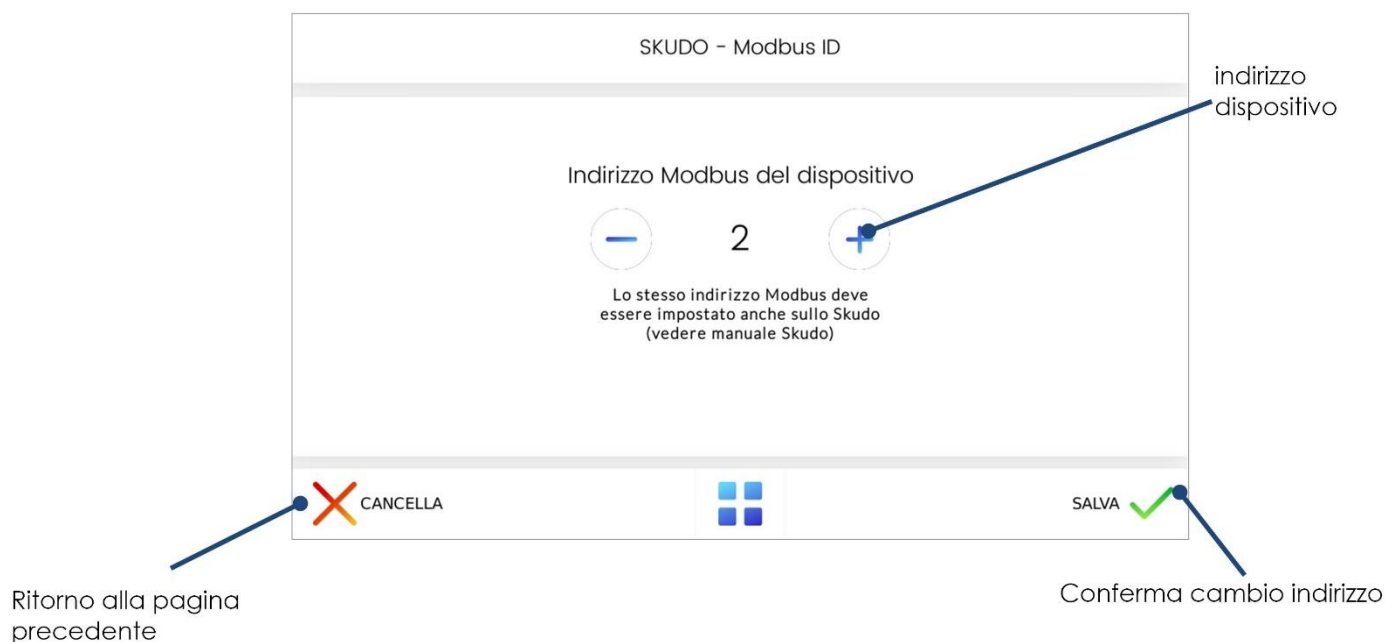 SKUDO - Modbus ID
indirizzo
dispositivo
Indirizzo Modbus del dispositivo
2
Lo stesso indirizzo Modbus deve
essere impostato anche sullo Skudo
(vedere manuale Skudo)
CANCELLA
SALVA
Ritorno alla pagina
precedente
Conferma cambio indirizzo